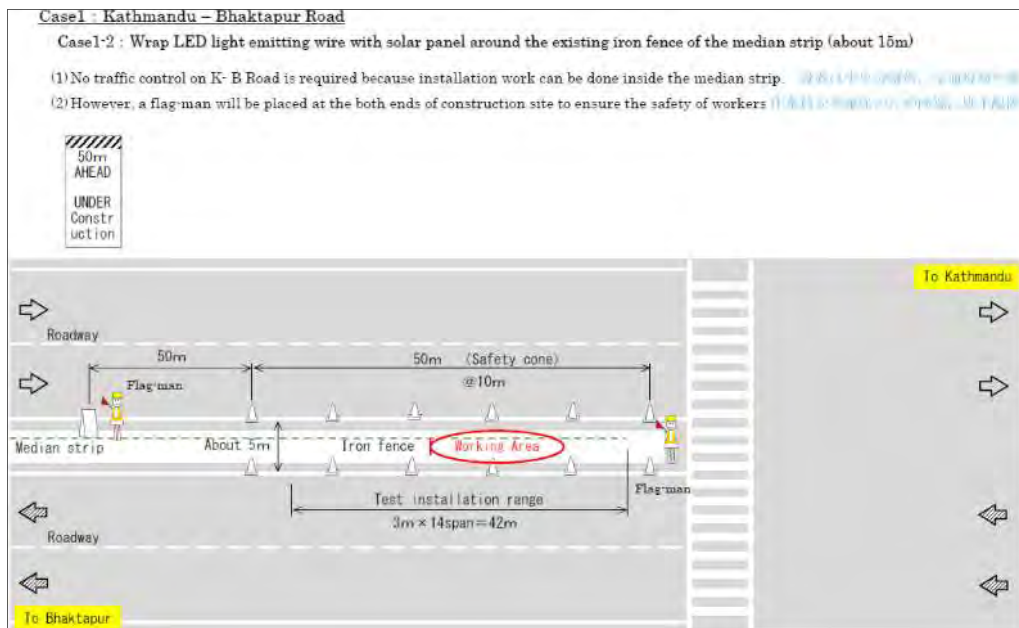 Case1 : Kathmandu – Bhaktapur Road
Case1-2 : Wrap LED light emitting wire with solar panel around the existing iron fence of the median strip (about 15m)
(1) No traffic control on K- B Road is required because installation work can be done inside the median strip.
(2) However, a flag-man will be placed at the both ends of construction site to ensure the safety of workers
50m
AHEAD
UNDER
Constr
uction
To Kathmandu
Roadway
50m
50m (Safety cone)
@10m
Flag-man
Median strip
About 5m
Iron fence
Working Area
Flag-man
Test installation range
3m×14span=42m
Roadway
To Bhaktapur